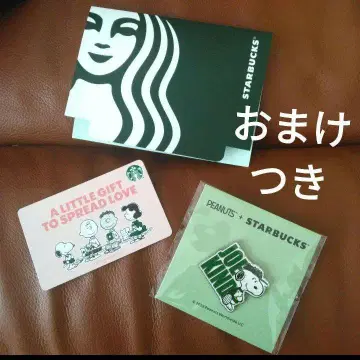 STARBUCKS
おまけ
つき
A LITTLE GIFT
TO SPREAD LOVE
PEANUTS + STARBUCKS